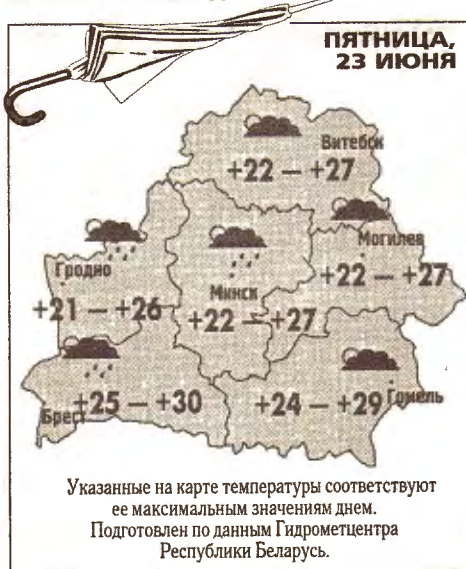 ПЯТНИЦА,
23 ИЮНЯ
Витебск
+22 — +27
Могилев
+22 — +27
Гродно
+21 — +26
Минск
+22 — +27
+25 — +30
Брест
+24 — +29
Гомель
Указанные на карте температуры соответствуют
ее максимальным значениям днем.
Подготовлен по данным Гидрометцентра
Республики Беларусь.